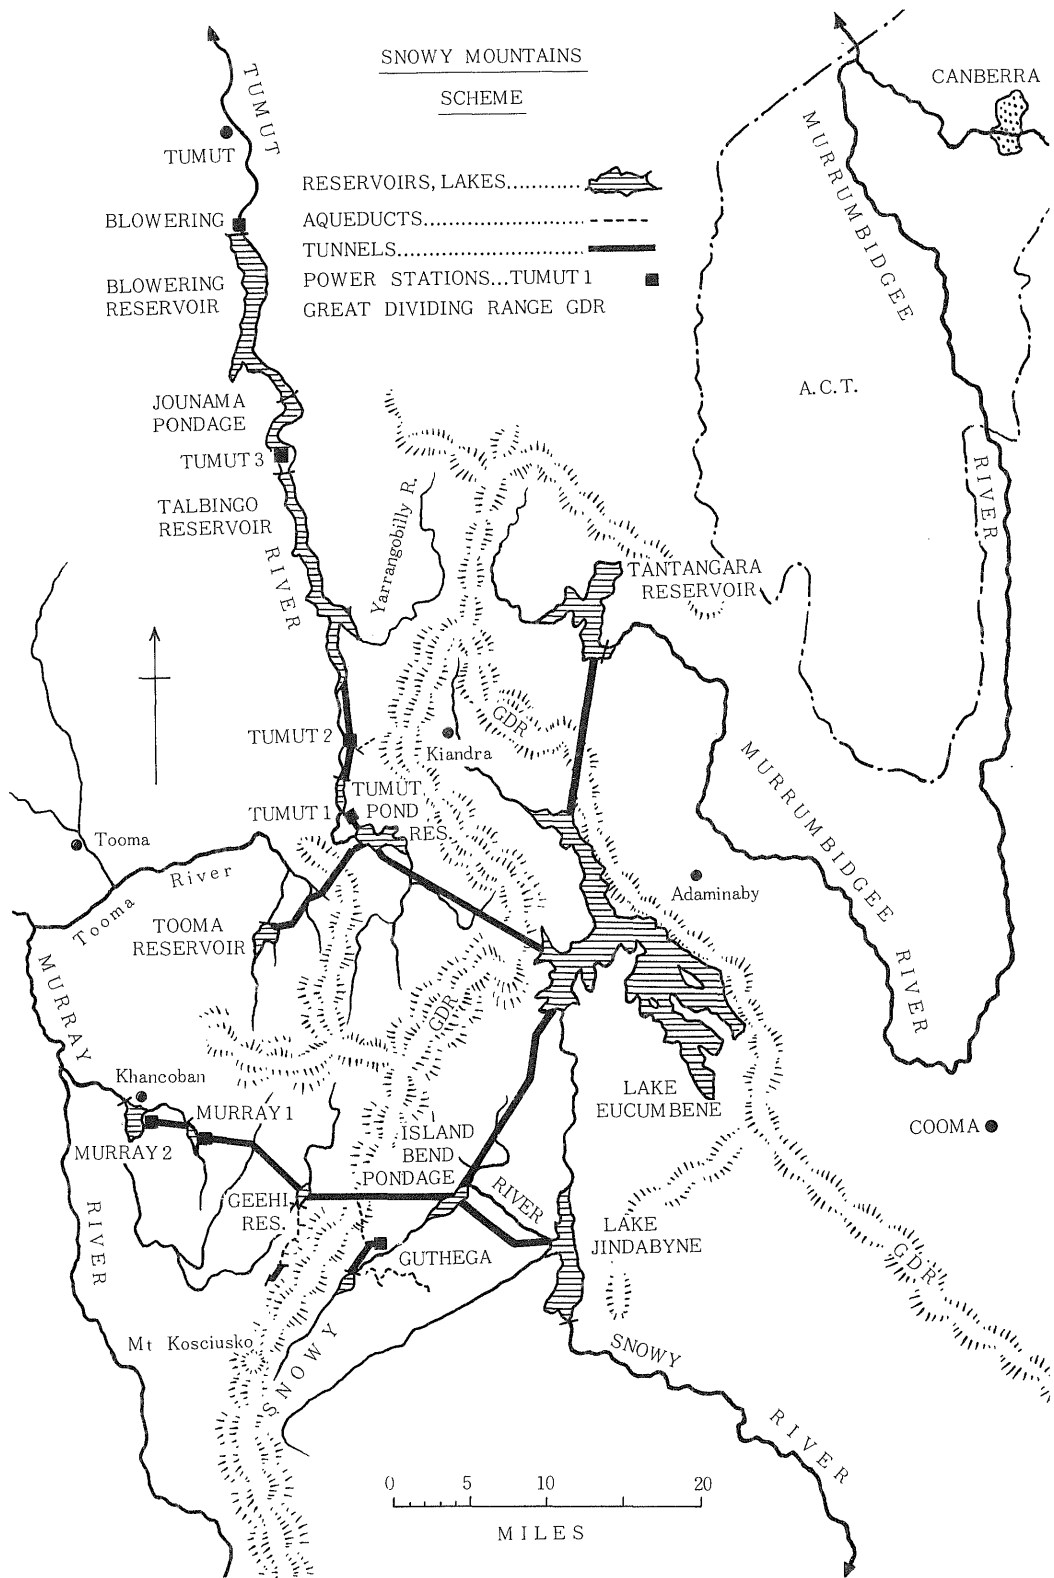 SNOWY MOUNTAINS
SCHEME
CANBERRA
TUMUT
TUMUT
MURRUMBIDGEE
RESERVOIRS, LAKES............
AQUEDUCTS............................
TUNNELS................................
POWER STATIONS...TUMUT 1
GREAT DIVIDING RANGE GDR
BLOWERING
BLOWERING
RESERVOIR
A.C.T.
JOUNAMA
PONDAGE
TUMUT 3
RIVER
TALBINGO
RESERVOIR
RIVER
Yarrangobilly R.
TANTANGARA
RESERVOIR
GDR
TUMUT 2
Kiandra
MURRUMBIDGEE
RIVER
TUMUT 1
TUMUT
POND
RES.
Tooma
Tooma River
Adaminaby
TOOMA
RESERVOIR
MURRAY
GDR
Khancoban
MURRAY 1
MURRAY 2
ISLAND
BEND
PONDAGE
LAKE
EUCUMBENE
COOMA
RIVER
GEEHI
RES.
RIVER
GUTHEGA
LAKE
JINDABYNE
GDR
Mt Kosciusko
SNOWY
SNOWY
RIVER
0 5 10 20
MILES